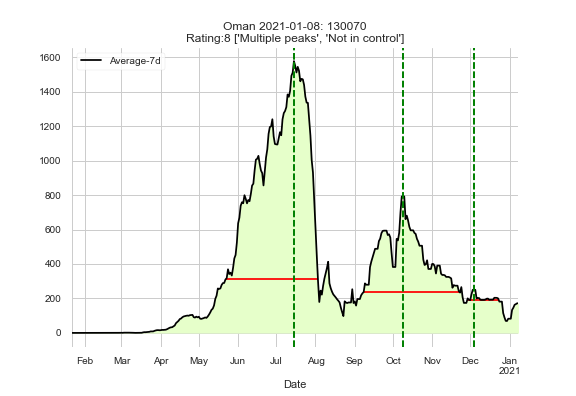 Oman 2021-01-08: 130070
Rating:8 ['Multiple peaks', 'Not in control']
Average-7d
1600
1400
1200
1000
800
600
400
200
0
Feb Mar Apr May Jun Jul Aug Sep Oct Nov Dec Jan
2021
Date